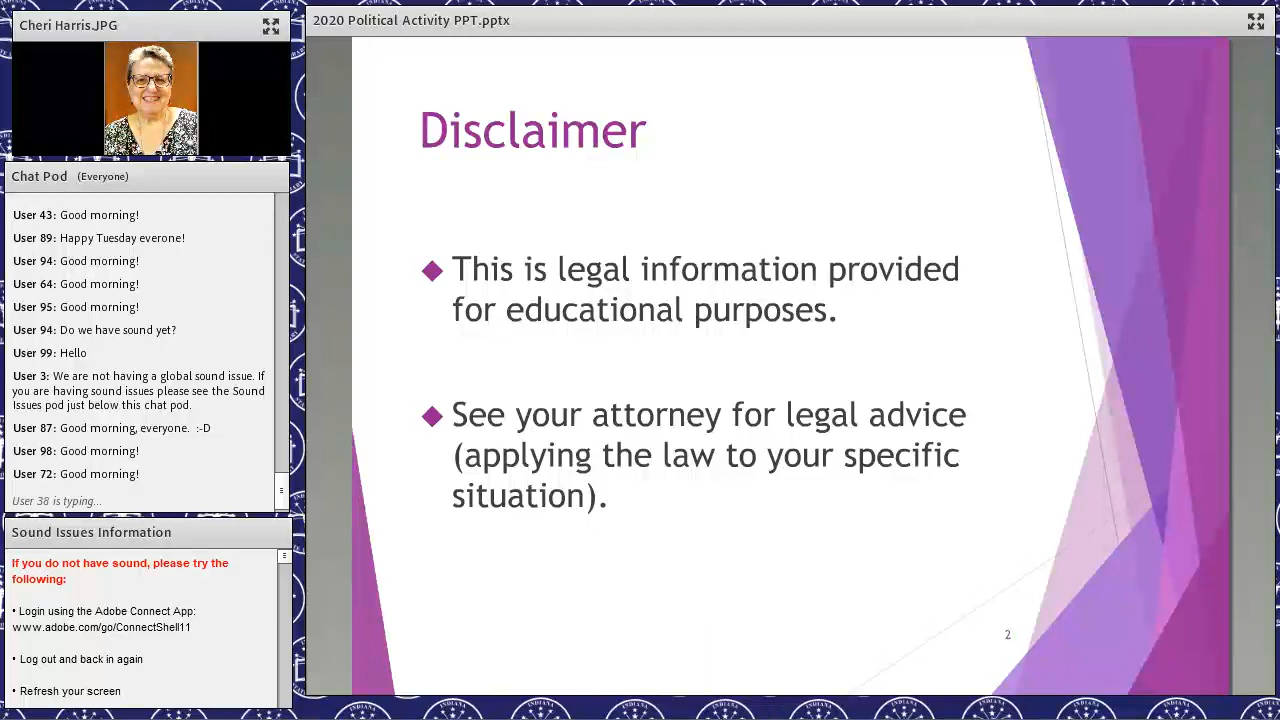 Cheri Harris.JPG
Chat Pod (Everyone)
User 43: Good morning!
User 89: Happy Tuesday everone!
User 94: Good morning!
User 64: Good morning!
User 95: Good morning!
User 94: Do we have sound yet?
User 99: Hello
User 3: We are not having a global sound issue. If
you are having sound issues please see the Sound
Issues pod just below this chat pod.
User 87: Good morning, everyone. :-D
User 98: Good morning!
User 72: Good morning!
User 38 is typing...
Sound Issues Information
If you do not have sound, please try the
following:
• Login using the Adobe Connect App:
www.adobe.com/go/ConnectShell11
• Log out and back in again
• Refresh your screen
2020 Political Activity PPT.pptx
Disclaimer
This is legal information provided
for educational purposes.
See your attorney for legal advice
(applying the law to your specific
situation).
2